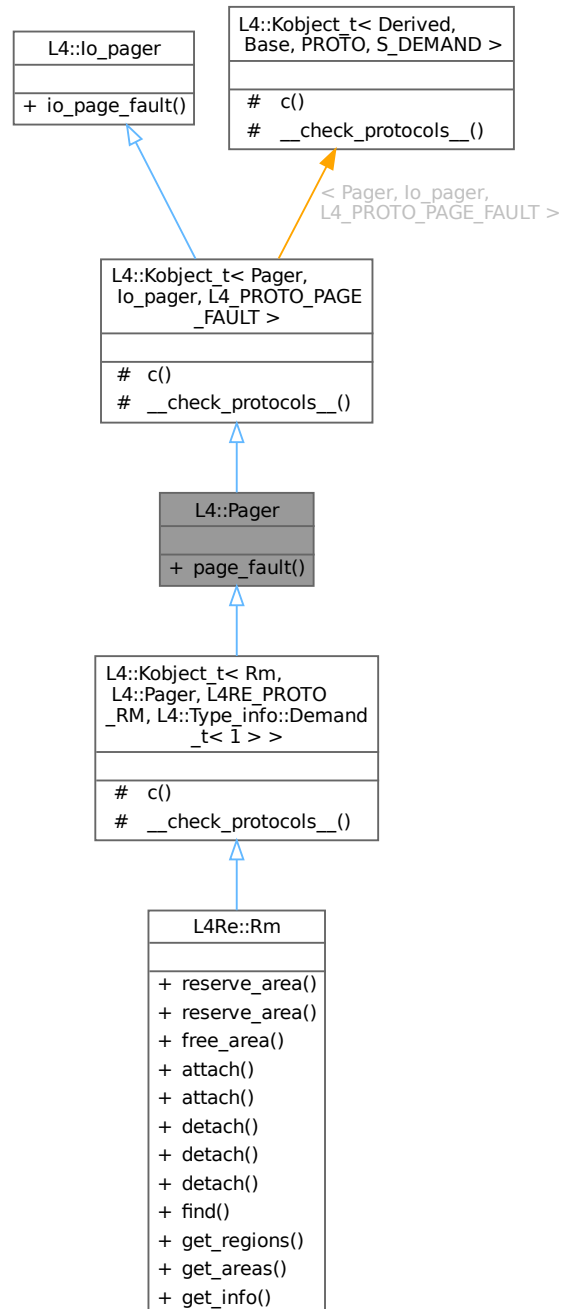 L4::Io_pager
+ io_page_fault()
L4::Kobject_t< Derived,
Base, PROTO, S_DEMAND >
# c()
# __check_protocols__()
< Pager, Io_pager,
L4_PROTO_PAGE_FAULT >
L4::Kobject_t< Pager,
Io_pager, L4_PROTO_PAGE
_FAULT >
# c()
# __check_protocols__()
L4::Pager
+ page_fault()
L4::Kobject_t< Rm,
L4::Pager, L4RE_PROTO
_RM, L4::Type_info::Demand
_t< 1 > >
# c()
# __check_protocols__()
L4Re::Rm
+ reserve_area()
+ reserve_area()
+ free_area()
+ attach()
+ attach()
+ detach()
+ detach()
+ detach()
+ find()
+ get_regions()
+ get_areas()
+ get_info()